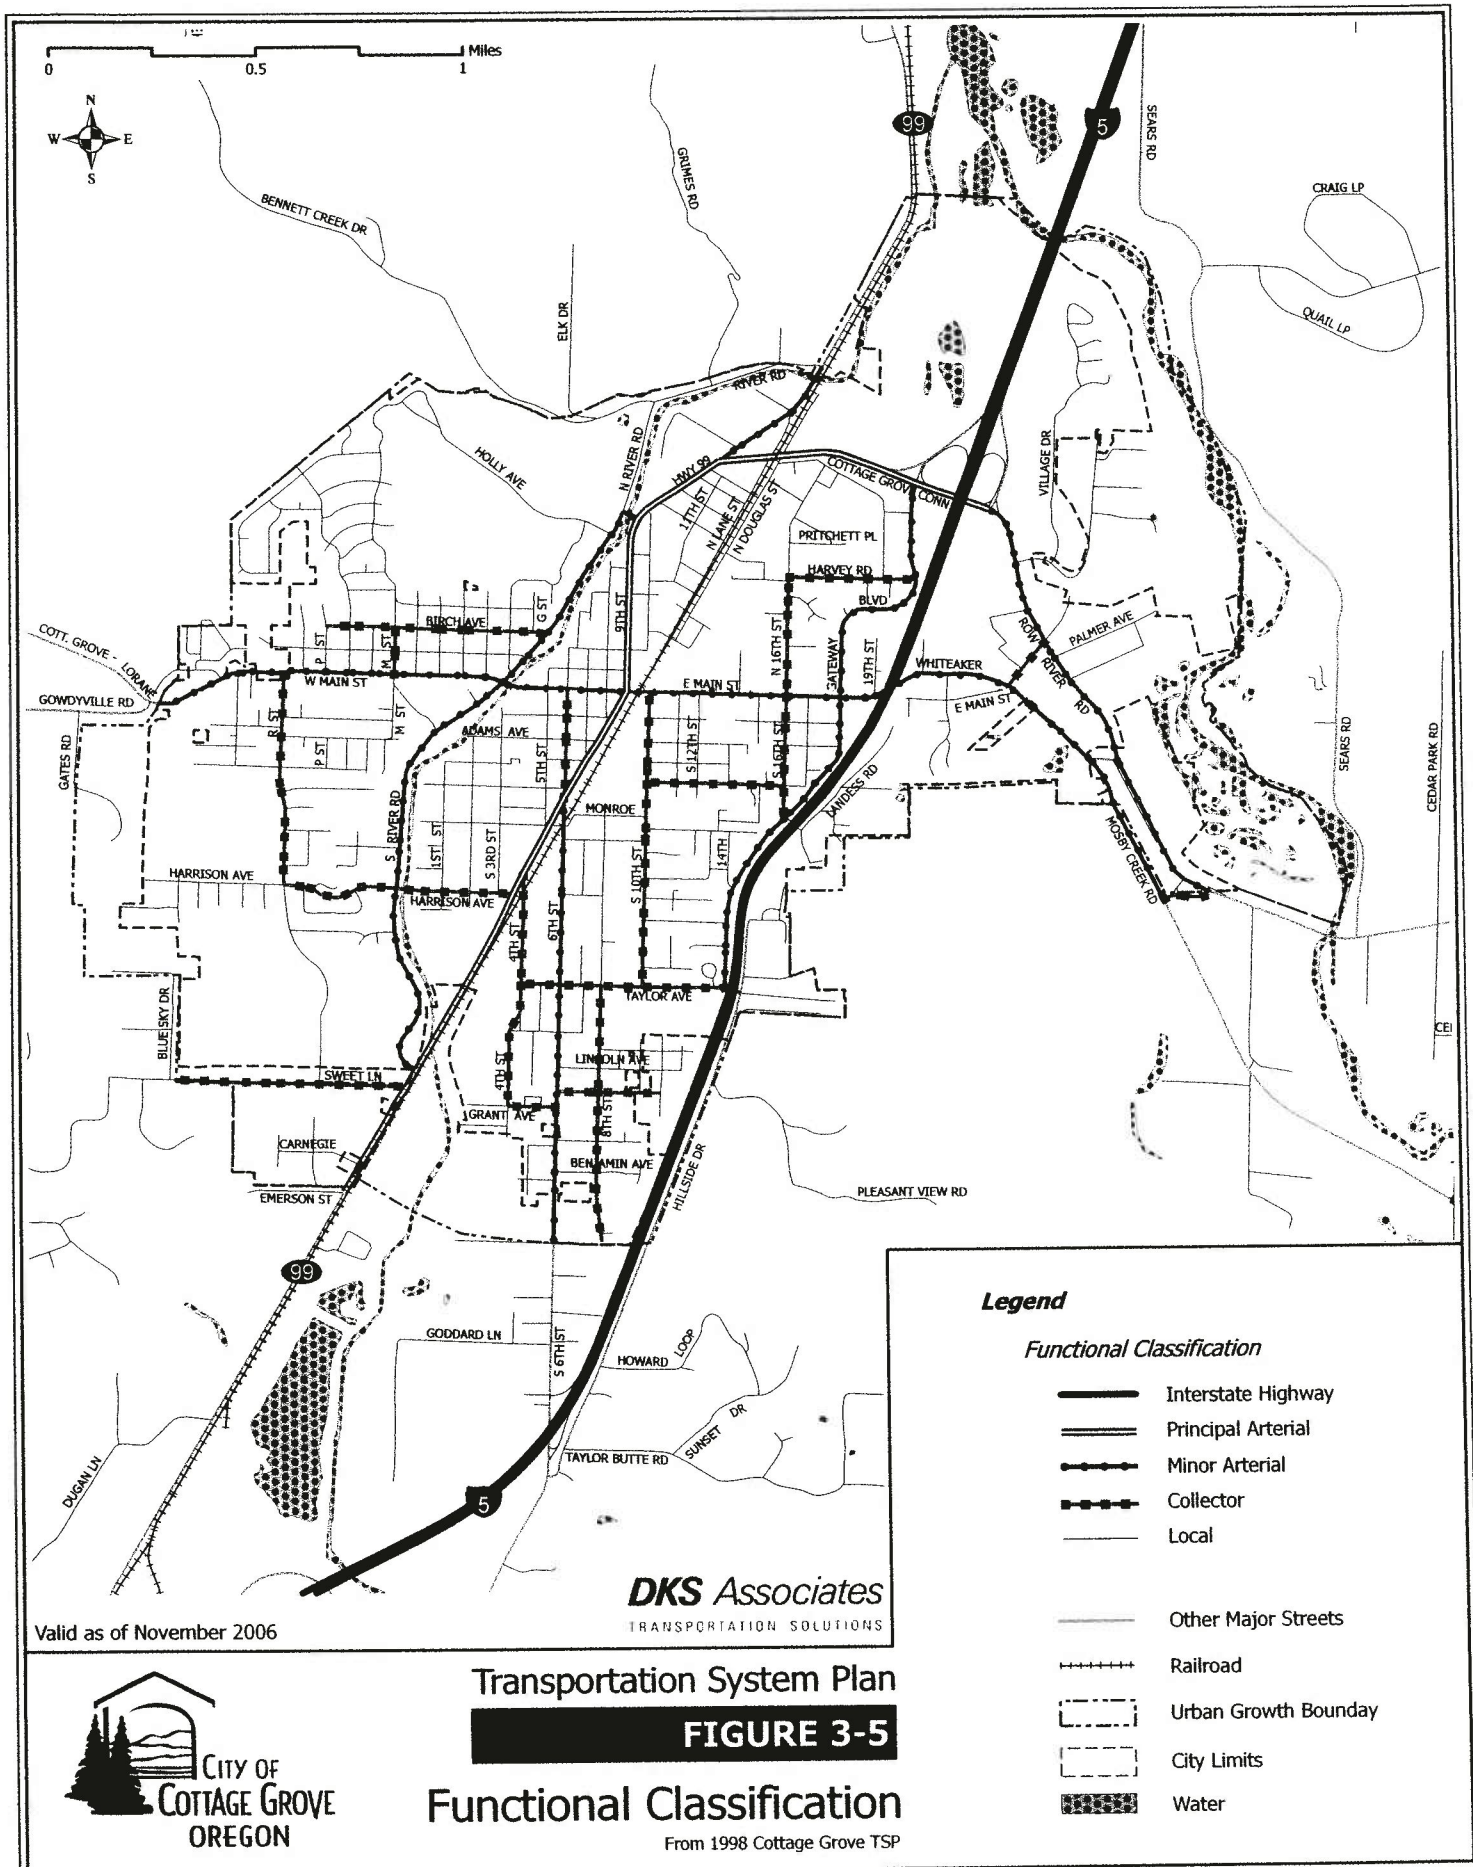 Miles
0 0.5 1
N
W E
S
99
5
SEARS RD
GRIMES RD
CRAIG LP
BENNETT CREEK DR
ELK DR
QUAIL LP
RIVER RD
HOLLY AVE
N RIVER RD
HWY 99
COTTAGE GROVE CONN
VILLAGE DR
11TH ST
N LANE ST
N DOUGLAS ST
PRITCHETT PL
HARVEY RD
BLVD
G ST
9TH ST
BIRCH AVE
N 16TH ST
GATEWAY
19TH ST
ROW RIVER RD
PALMER AVE
COTT. GROVE - LORANE
P ST
M ST
WHITEAKER
W MAIN ST
E MAIN ST
E MAIN ST
GOWDYVILLE RD
R ST
P ST
M ST
ADAMS AVE
5TH ST
S 12TH ST
S 16TH ST
GATES RD
SEARS RD
CEDAR PARK RD
LANDESS RD
S RIVER RD
MONROE
1ST ST
S 3RD ST
S 10TH ST
14TH
MOSBY CREEK RD
HARRISON AVE
HARRISON AVE
4TH ST
6TH ST
TAYLOR AVE
BLUE SKY DR
CEI
LINCOLN AVE
SWEET LN
4TH ST
GRANT AVE
8TH ST
CARNEGIE
BENJAMIN AVE
HILLSIDE DR
EMERSON ST
PLEASANT VIEW RD
99
GODDARD LN
S 6TH ST
HOWARD LOOP
SUNSET DR
TAYLOR BUTTE RD
DUGAN LN
5
Legend
Functional Classification
Interstate Highway
Principal Arterial
Minor Arterial
Collector
Local
Other Major Streets
Railroad
Urban Growth Bounday
City Limits
Water
DKS Associates
TRANSPORTATION SOLUTIONS
Valid as of November 2006
CITY OF
COTTAGE GROVE
OREGON
Transportation System Plan
FIGURE 3-5
Functional Classification
From 1998 Cottage Grove TSP